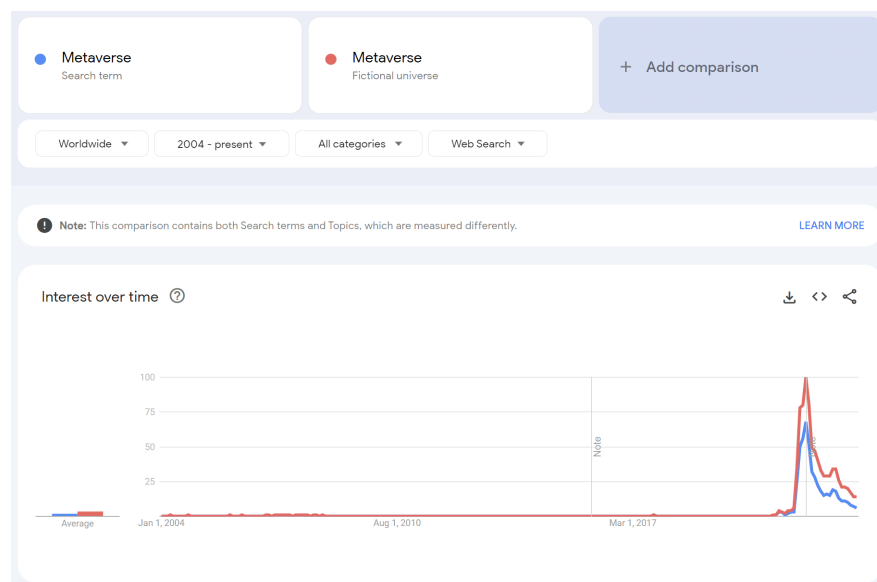 Metaverse
Search term
Metaverse
Fictional universe
+ Add comparison
Worldwide
2004 - present
All categories
Web Search
Note: This comparison contains both Search terms and Topics, which are measured differently.
LEARN MORE
Interest over time
100
75
50
25
Note
Note
Average
Jan 1, 2004
Aug 1, 2010
Mar 1, 2017